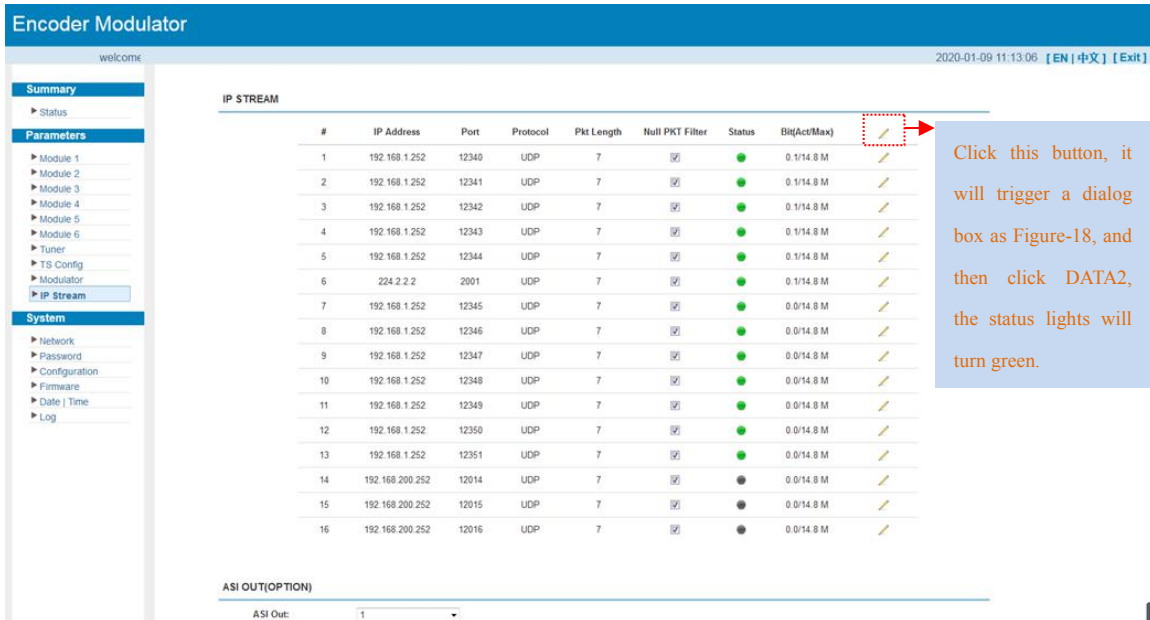 Encoder Modulator
welcome
2020-01-09 11:13:06 [ EN | 中文 ] [ Exit ]
Summary
Status
Parameters
Module 1
Module 2
Module 3
Module 4
Module 5
Module 6
Tuner
TS Config
Modulator
IP Stream
System
Network
Password
Configuration
Firmware
Date | Time
Log
IP STREAM
# IP Address Port Protocol Pkt Length Null PKT Filter Status Bit(Act/Max)
1 192.168.1.252 12340 UDP 7 0.1/14.8 M
2 192.168.1.252 12341 UDP 7 0.1/14.8 M
3 192.168.1.252 12342 UDP 7 0.1/14.8 M
4 192.168.1.252 12343 UDP 7 0.1/14.8 M
5 192.168.1.252 12344 UDP 7 0.1/14.8 M
6 224.2.2.2 2001 UDP 7 0.1/14.8 M
7 192.168.1.252 12345 UDP 7 0.0/14.8 M
8 192.168.1.252 12346 UDP 7 0.0/14.8 M
9 192.168.1.252 12347 UDP 7 0.0/14.8 M
10 192.168.1.252 12348 UDP 7 0.0/14.8 M
11 192.168.1.252 12349 UDP 7 0.0/14.8 M
12 192.168.1.252 12350 UDP 7 0.0/14.8 M
13 192.168.1.252 12351 UDP 7 0.0/14.8 M
14 192.168.200.252 12014 UDP 7 0.0/14.8 M
15 192.168.200.252 12015 UDP 7 0.0/14.8 M
16 192.168.200.252 12016 UDP 7 0.0/14.8 M
Click this button, it
will trigger a dialog
box as Figure-18, and
then click DATA2,
the status lights will
turn green.
ASI OUT(OPTION)
ASI Out: 1